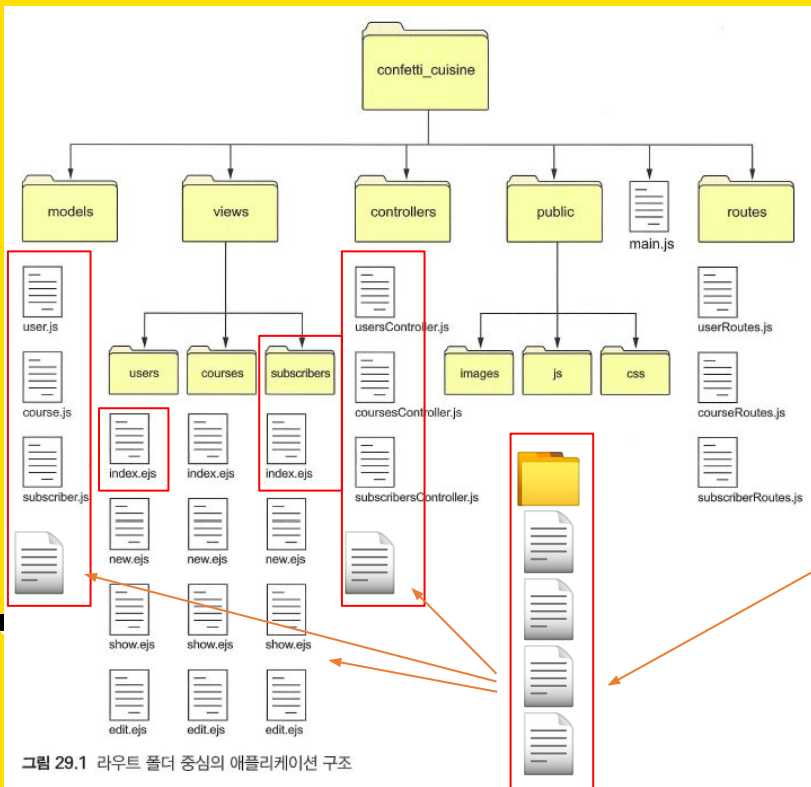 confetti_cuisine
models
views
controllers
public
main.js
routes
user.js
course.js
subscriber.js
users
courses
subscribers
index.ejs
index.ejs
index.ejs
new.ejs
new.ejs
new.ejs
show.ejs
show.ejs
show.ejs
edit.ejs
edit.ejs
edit.ejs
usersController.js
coursesController.js
subscribersController.js
images
js
css
userRoutes.js
courseRoutes.js
subscriberRoutes.js
그림 29.1 라우트 폴더 중심의 애플리케이션 구조